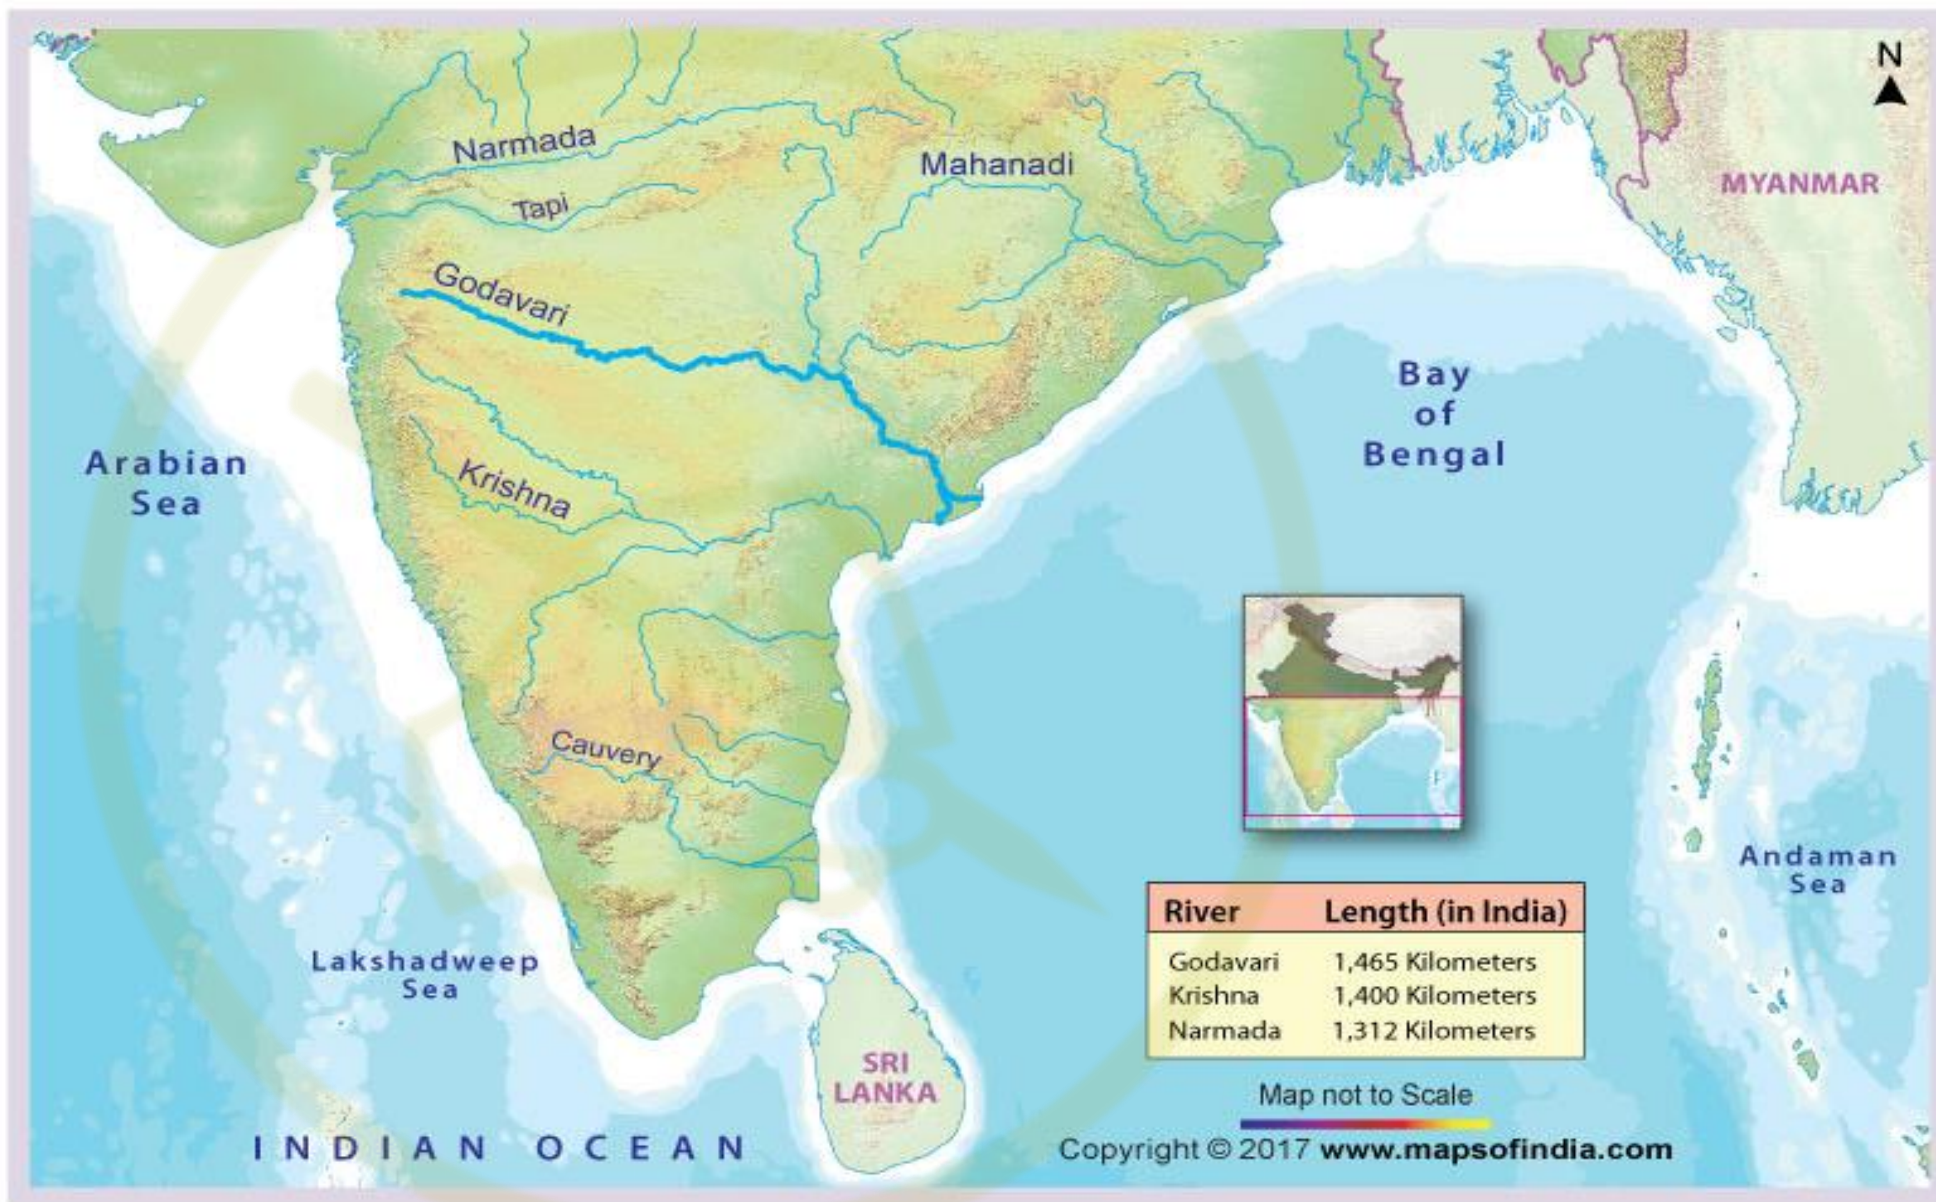 N
Narmada
Mahanadi
MYANMAR
Tapi
Godavari
Bay
of
Bengal
Arabian
Sea
Krishna
Cauvery
Andaman
Sea
River Length (in India)
Godavari 1,465 Kilometers
Krishna 1,400 Kilometers
Narmada 1,312 Kilometers
Lakshadweep
Sea
SRI
LANKA
Map not to Scale
INDIAN OCEAN
Copyright © 2017 www.mapsofindia.com